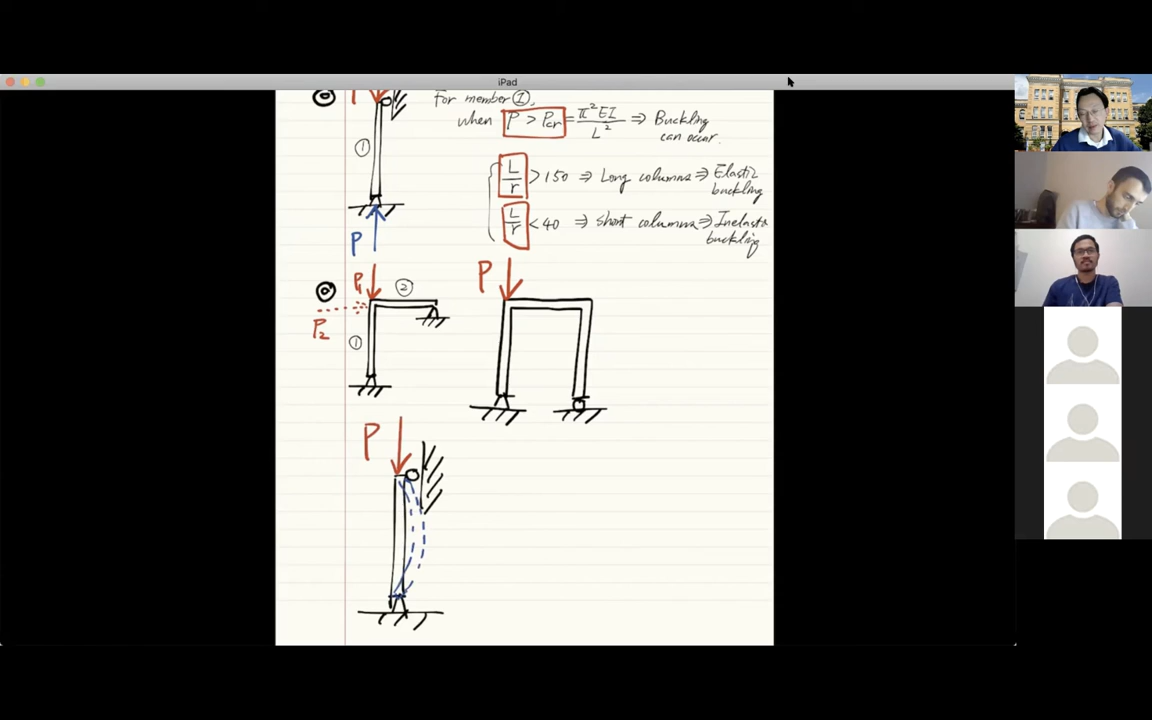 iPad
P
For member ①,
when P > Pcr = π²EI / L² ⇒ Buckling
can occur.
①
L/r > 150 ⇒ Long columns ⇒ Elastic
buckling
L/r < 40 ⇒ Short columns ⇒ Inelastic
buckling
P
P₁
②
P
P₂
①
P